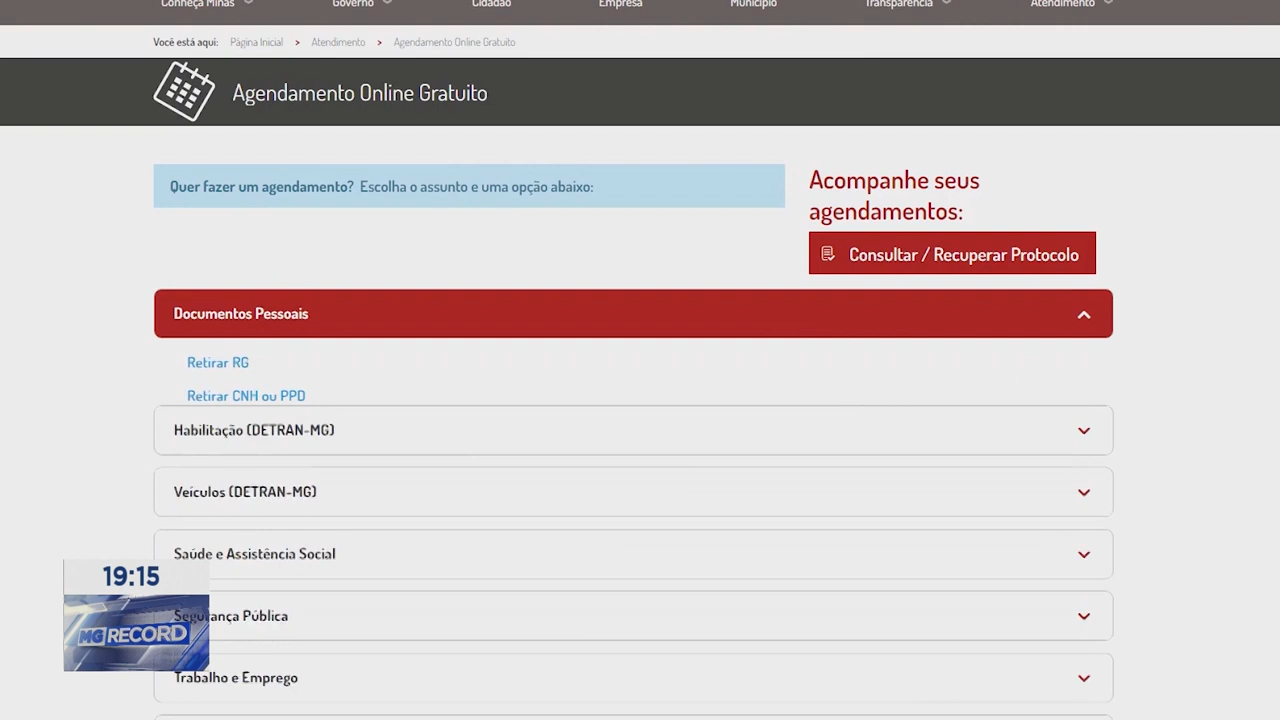 Conheça Minas Governo Cidadão Empresa Município Transparência Atendimento
Você está aqui: Página Inicial > Atendimento > Agendamento Online Gratuito
Agendamento Online Gratuito
Quer fazer um agendamento? Escolha o assunto e uma opção abaixo:
Acompanhe seus
agendamentos:
Consultar / Recuperar Protocolo
Documentos Pessoais
Retirar RG
Retirar CNH ou PPD
Habilitação (DETRAN-MG)
Veículos (DETRAN-MG)
Saúde e Assistência Social
Segurança Pública
Trabalho e Emprego
19:15
MG RECORD